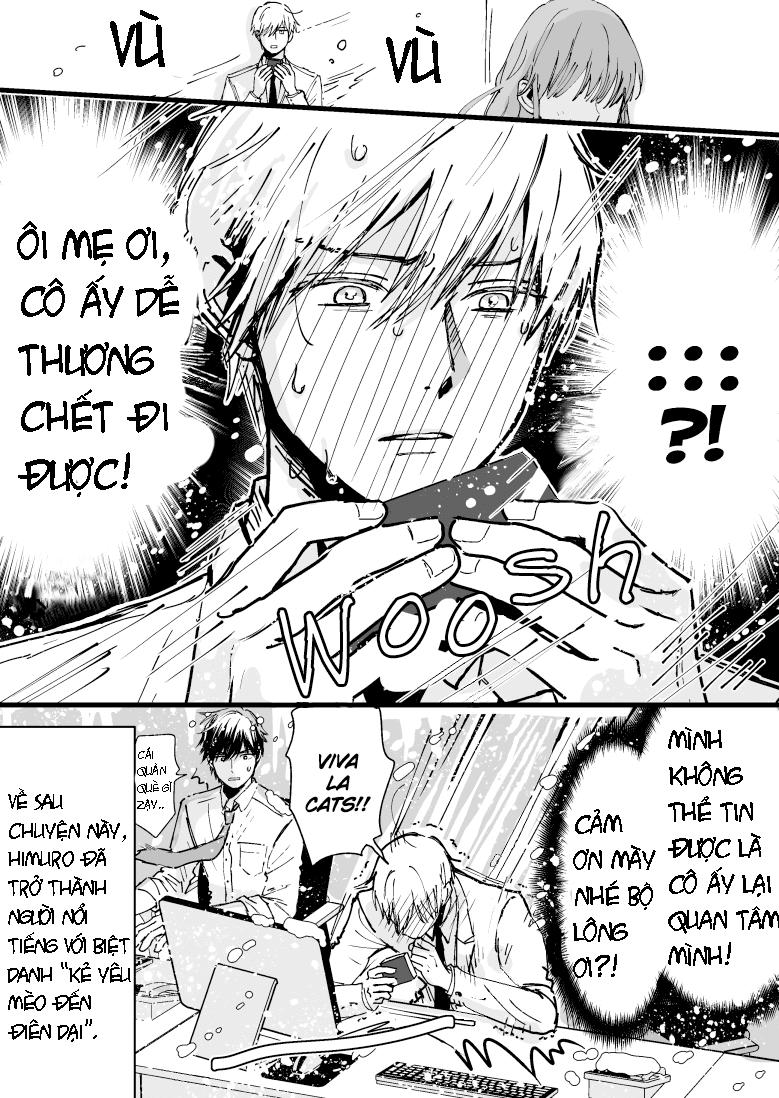 VÙ
VÙ
ÔI MẸ ƠI,
CÔ ẤY DỄ
THƯƠNG
CHẾT ĐI
ĐƯỢC!
......
?!
Woosh
MÌNH
KHÔNG
THỂ TIN
ĐƯỢC LÀ
CÔ ẤY LẠI
QUAN TÂM
MÌNH!
CẢM
ƠN MÀY
NHÉ BỘ
LÔNG
ƠI?!
VIVA
LA
CATS!!
CÁI
QUẦN
QUÈ GÌ
ZẬY..
VỀ SAU
CHUYỆN NÀY,
HIMURO ĐÃ
TRỞ THÀNH
NGƯỜI NỔI
TIẾNG VỚI BIỆT
DANH "KẺ YÊU
MÈO ĐẾN
ĐIÊN DẠI".